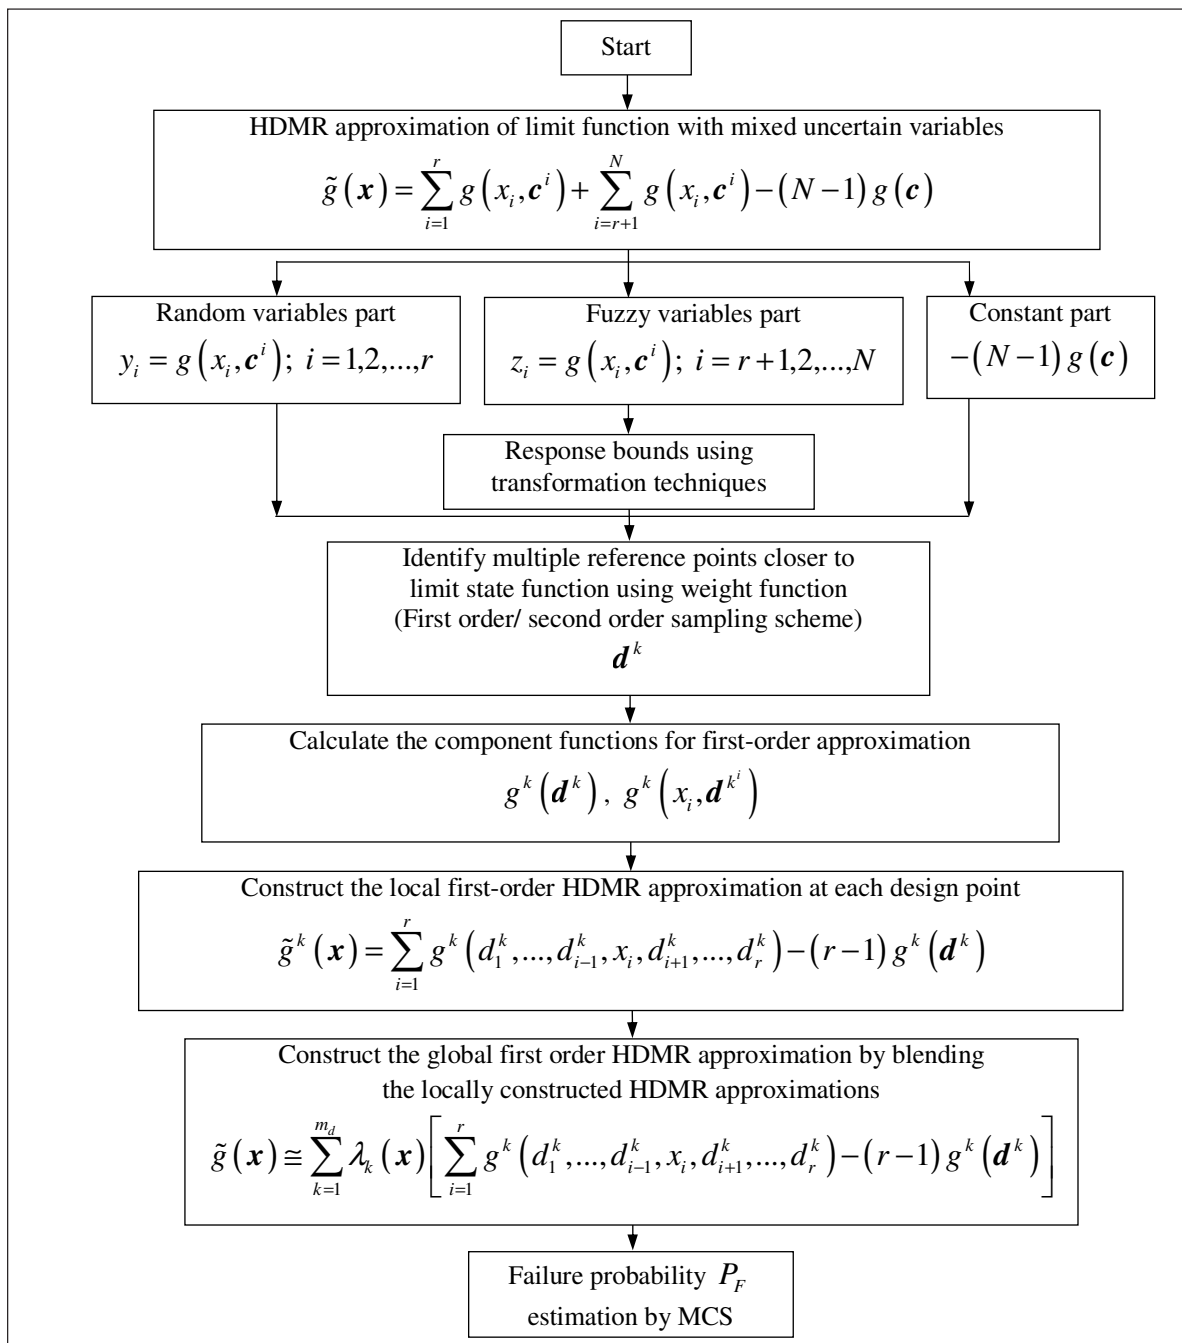 Start
HDMR approximation of limit function with mixed uncertain variables
g̃(x) = ∑_{i=1}^{r} g(x_i, c^i) + ∑_{i=r+1}^{N} g(x_i, c^i) − (N − 1) g(c)
Random variables part
y_i = g(x_i, c^i); i = 1,2,...,r
Fuzzy variables part
z_i = g(x_i, c^i); i = r + 1,2,...,N
Constant part
−(N − 1) g(c)
Response bounds using
transformation techniques
Identify multiple reference points closer to
limit state function using weight function
(First order/ second order sampling scheme)
d^k
Calculate the component functions for first-order approximation
g^k(d^k), g^k(x_i, d^{k^i})
Construct the local first-order HDMR approximation at each design point
g̃^k(x) = ∑_{i=1}^{r} g^k(d_1^k,...,d_{i−1}^k, x_i, d_{i+1}^k,...,d_r^k) − (r − 1) g^k(d^k)
Construct the global first order HDMR approximation by blending
the locally constructed HDMR approximations
g̃(x) ≅ ∑_{k=1}^{m_d} λ_k(x) [∑_{i=1}^{r} g^k(d_1^k,...,d_{i−1}^k, x_i, d_{i+1}^k,...,d_r^k) − (r − 1) g^k(d^k)]
Failure probability P_F
estimation by MCS